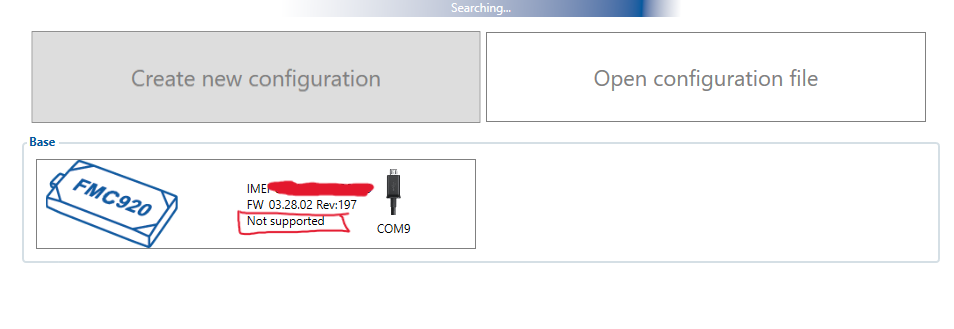 Searching...
Create new configuration
Open configuration file
Base
FMC920
IMEI
FW 03.28.02 Rev:197
Not supported
COM9